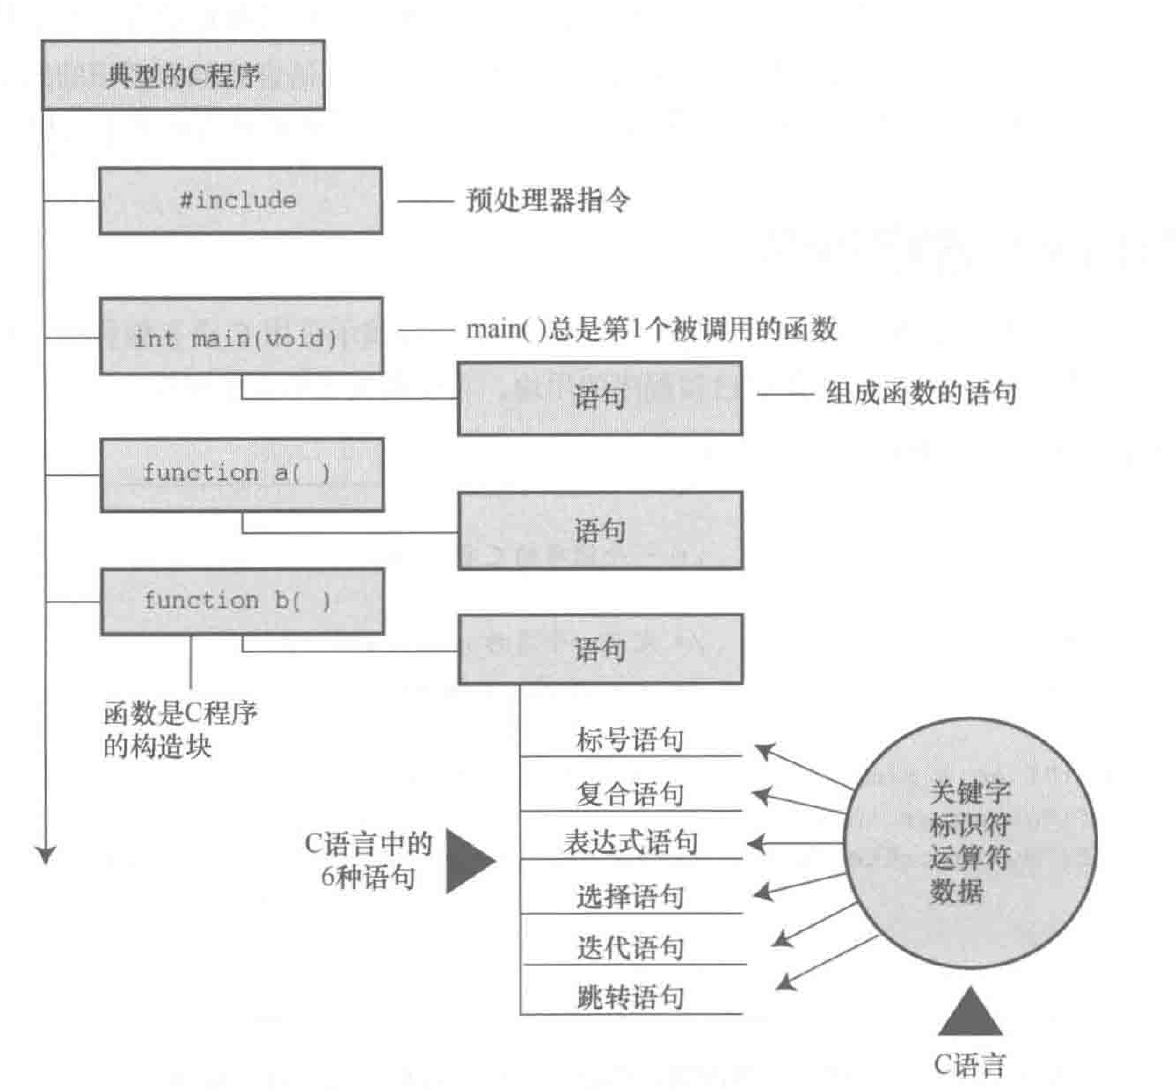 典型的C程序
#include
预处理器指令
int main(void)
main( )总是第1个被调用的函数
语句
组成函数的语句
function a( )
语句
function b( )
语句
函数是C程序
的构造块
标号语句
复合语句
表达式语句
选择语句
迭代语句
跳转语句
C语言中的
6种语句
关键字
标识符
运算符
数据
C语言